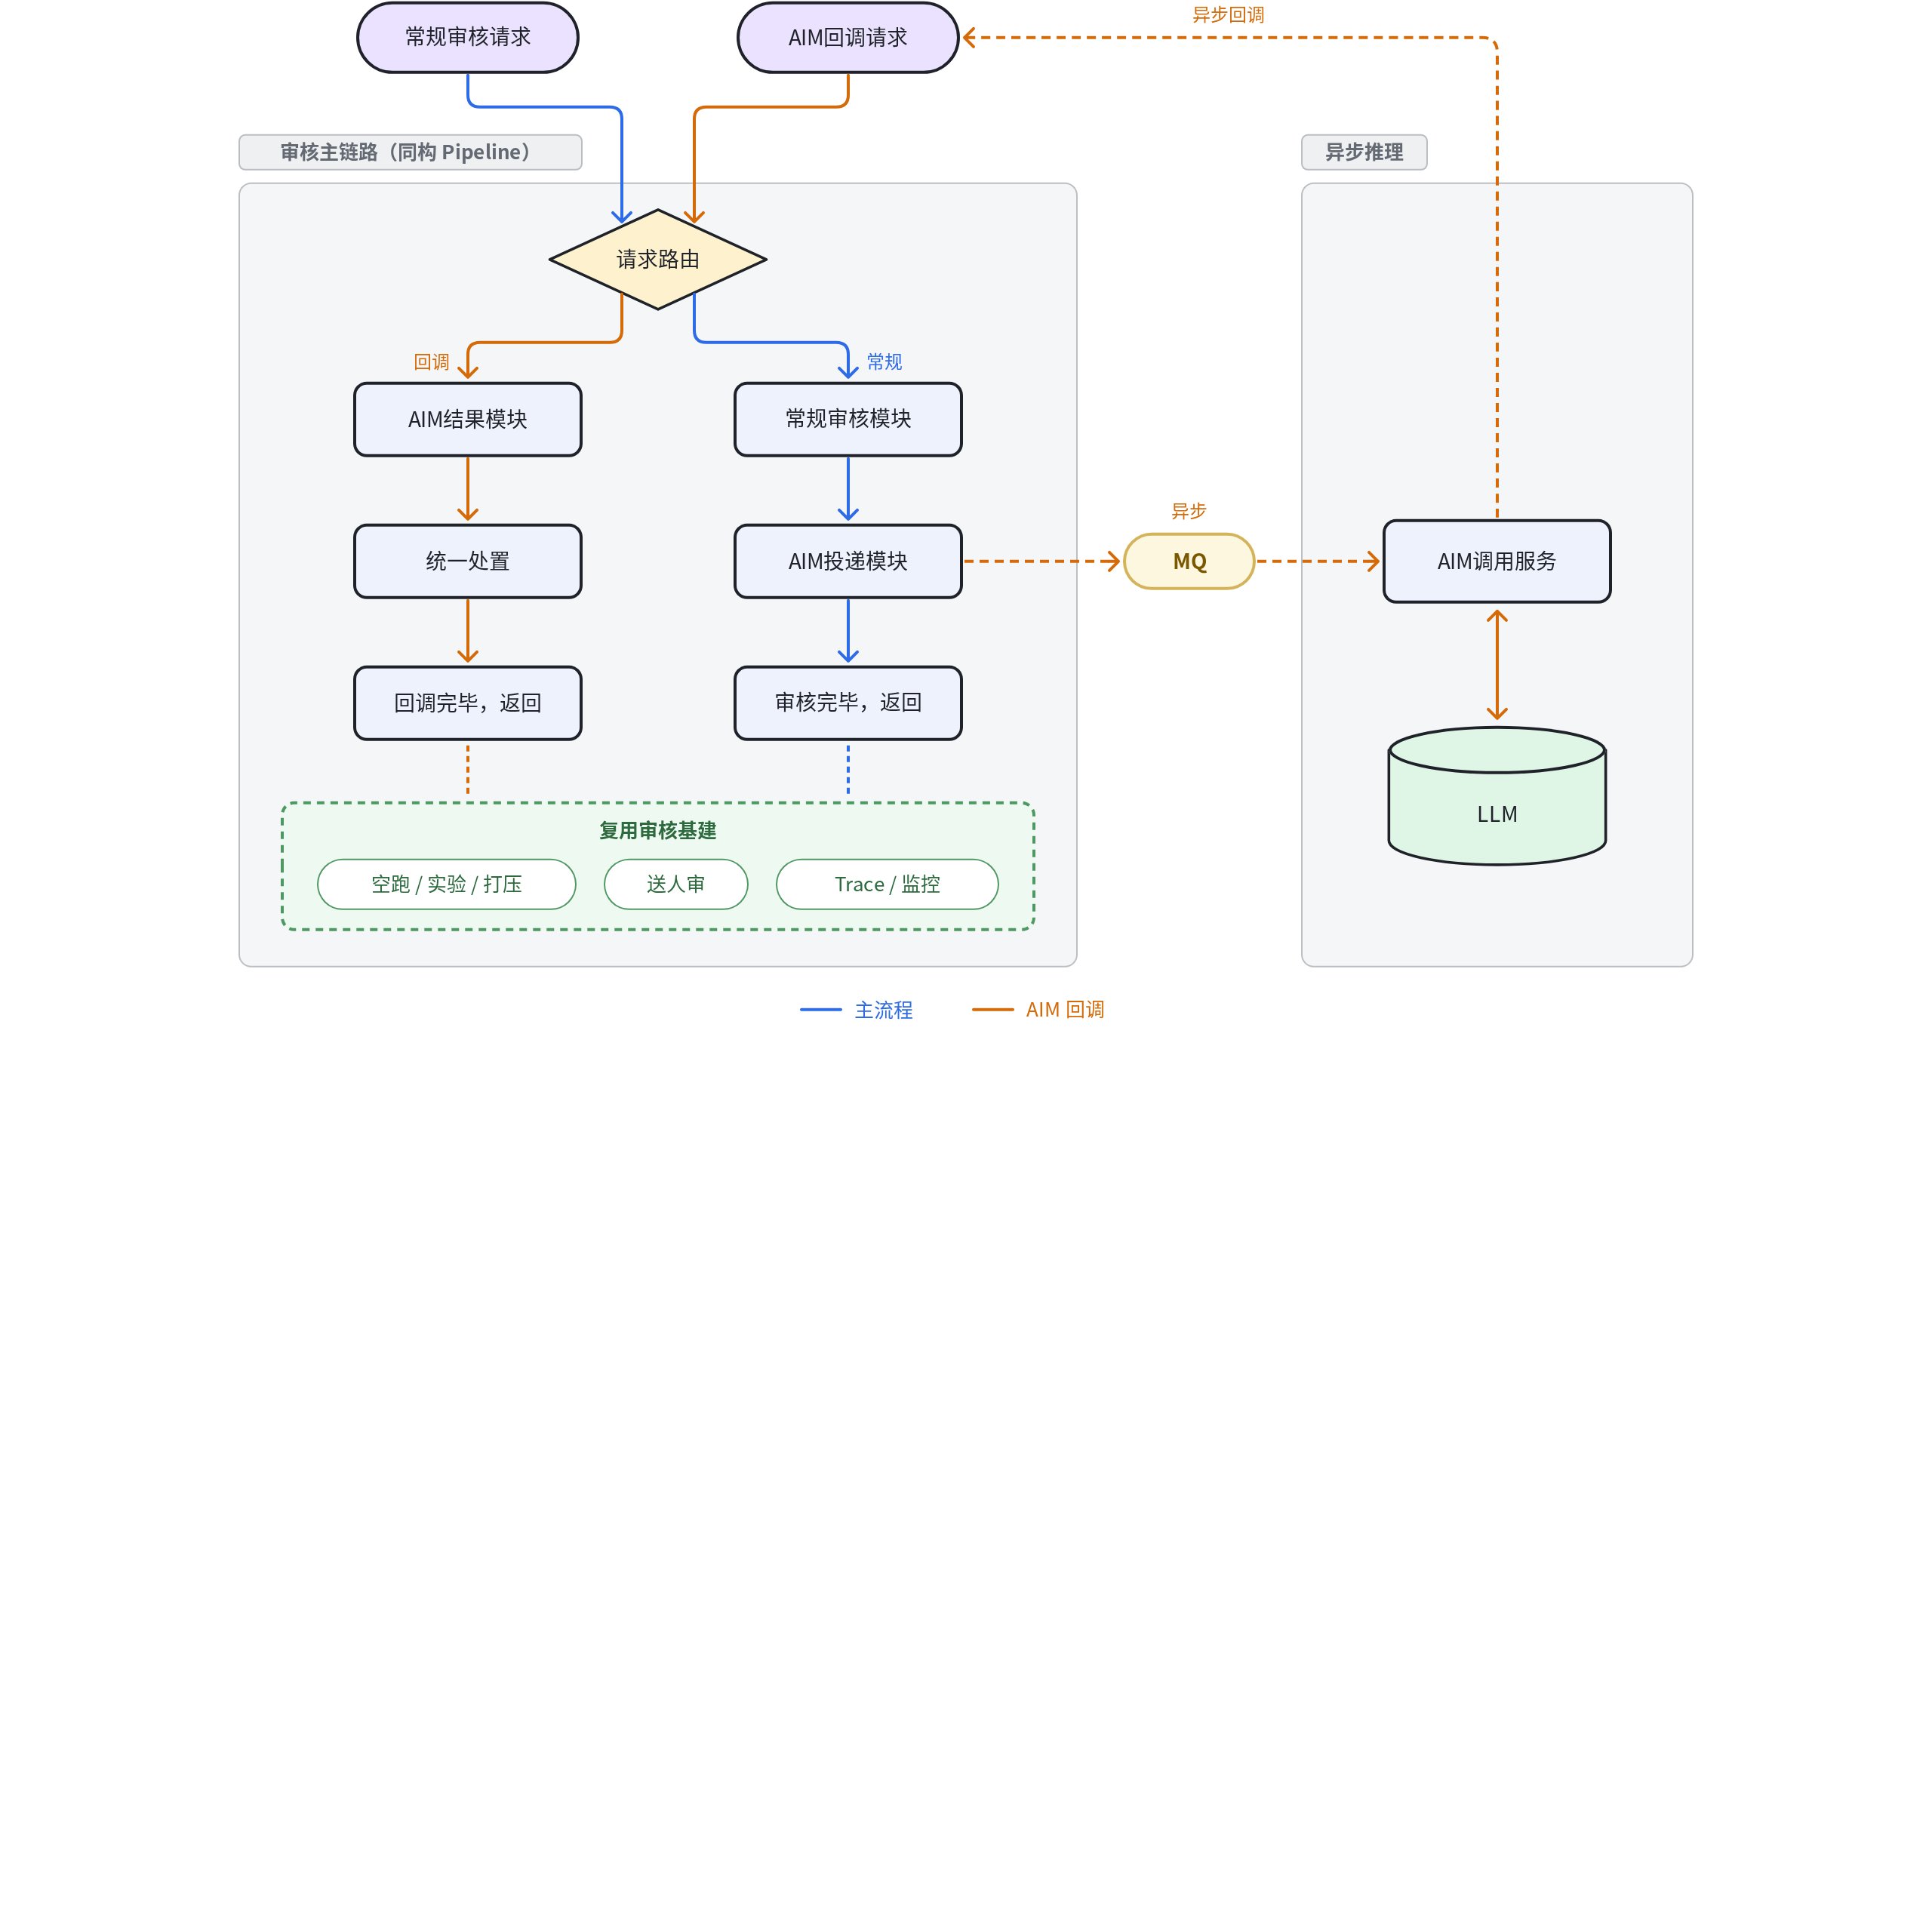 异步回调
常规审核请求
AIM回调请求
审核主链路（同构 Pipeline）
异步推理
请求路由
回调
常规
AIM结果模块
常规审核模块
异步
统一处置
AIM投递模块
MQ
AIM调用服务
回调完毕，返回
审核完毕，返回
LLM
复用审核基建
空跑 / 实验 / 打压
送人审
Trace / 监控
主流程
AIM 回调